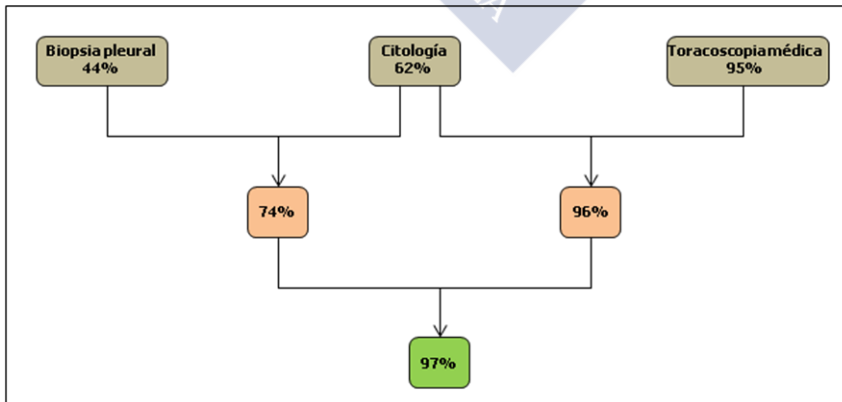 Biopsia pleural
44%
Citología
62%
Toracoscopia médica
95%
74%
96%
97%